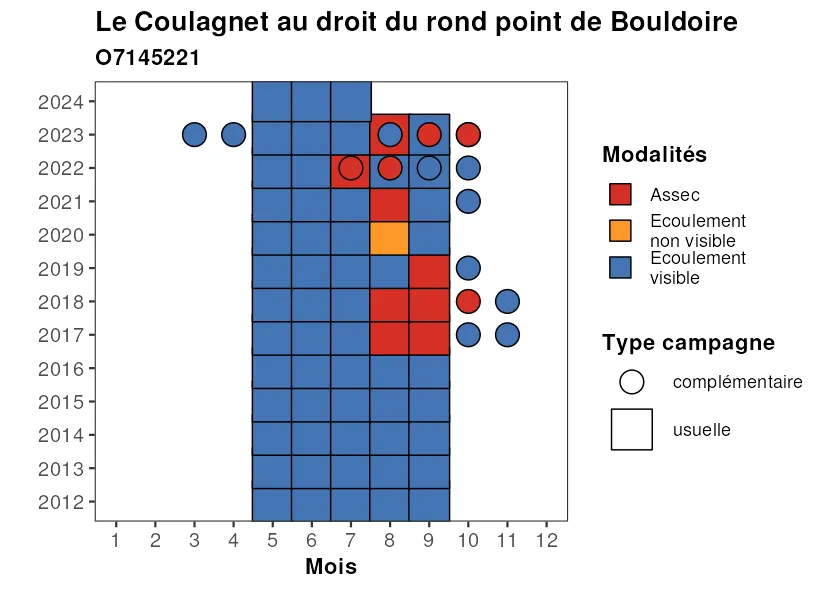 Le Coulagnet au droit du rond point de Bouldoire
O7145221
2024
2023
2022
2021
2020
2019
2018
2017
2016
2015
2014
2013
2012
1 2 3 4 5 6 7 8 9 10 11 12
Mois
Modalités
Assec
Ecoulement
non visible
Ecoulement
visible
Type campagne
complémentaire
usuelle